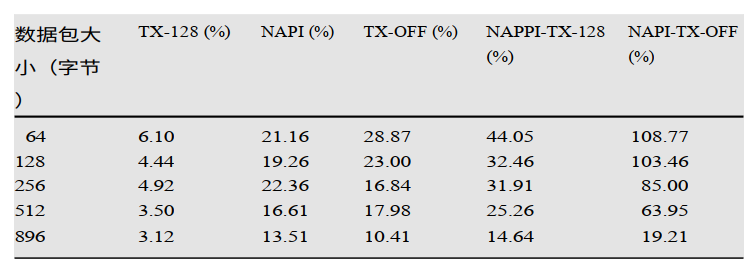 数据包大 TX-128 (%) NAPI (%) TX-OFF (%) NAPPI-TX-128 NAPI-TX-OFF
小（字节 (%) (%)
）
64 6.10 21.16 28.87 44.05 108.77
128 4.44 19.26 23.00 32.46 103.46
256 4.92 22.36 16.84 31.91 85.00
512 3.50 16.61 17.98 25.26 63.95
896 3.12 13.51 10.41 14.64 19.21